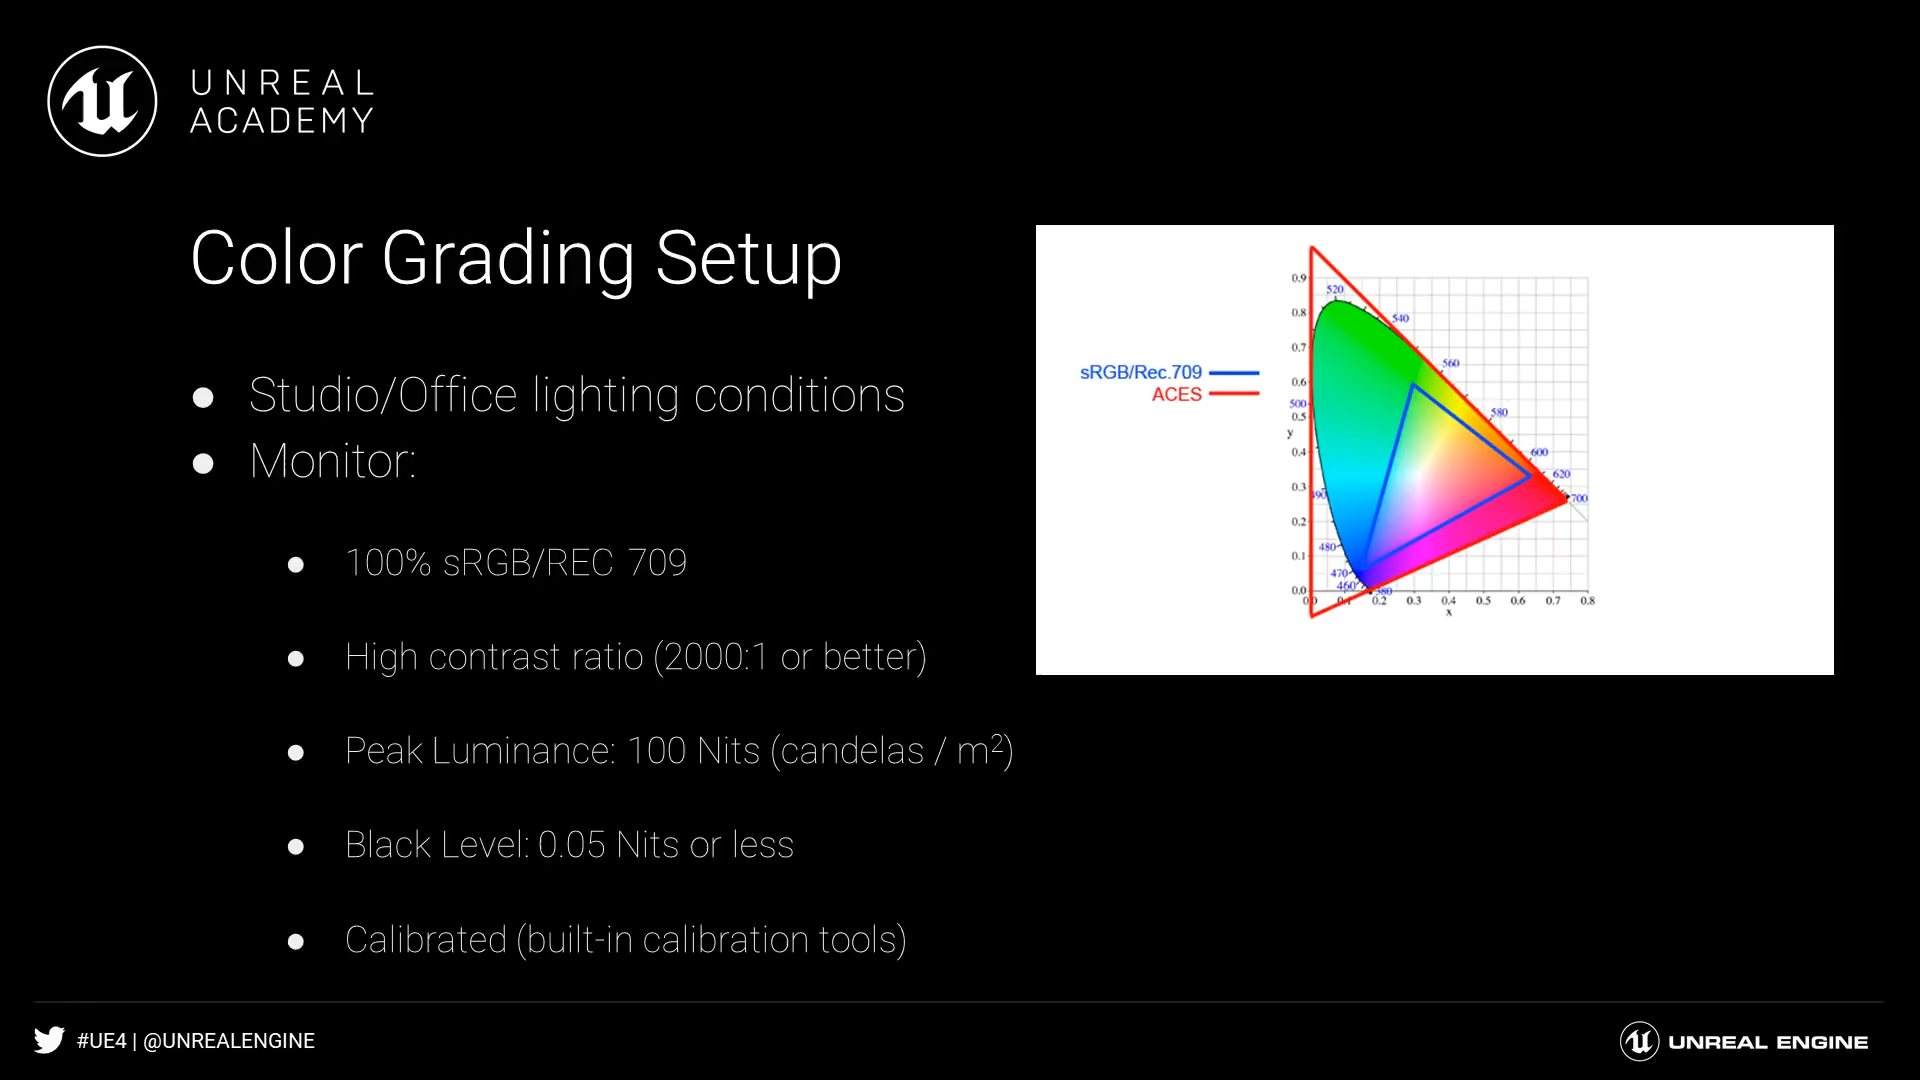 UNREAL
ACADEMY
Color Grading Setup
● Studio/Office lighting conditions
● Monitor:
● 100% sRGB/REC 709
● High contrast ratio (2000:1 or better)
● Peak Luminance: 100 Nits (candelas / m²)
● Black Level: 0.05 Nits or less
● Calibrated (built-in calibration tools)
sRGB/Rec.709
ACES
0.9
0.8
0.7
0.6
0.5
0.4
0.3
0.2
0.1
0.0
y
520
540
560
580
600
620
700
500
480
470
460
380
0.1 0.2 0.3 0.4 0.5 0.6 0.7 0.8
x
#UE4 | @UNREALENGINE
UNREAL ENGINE